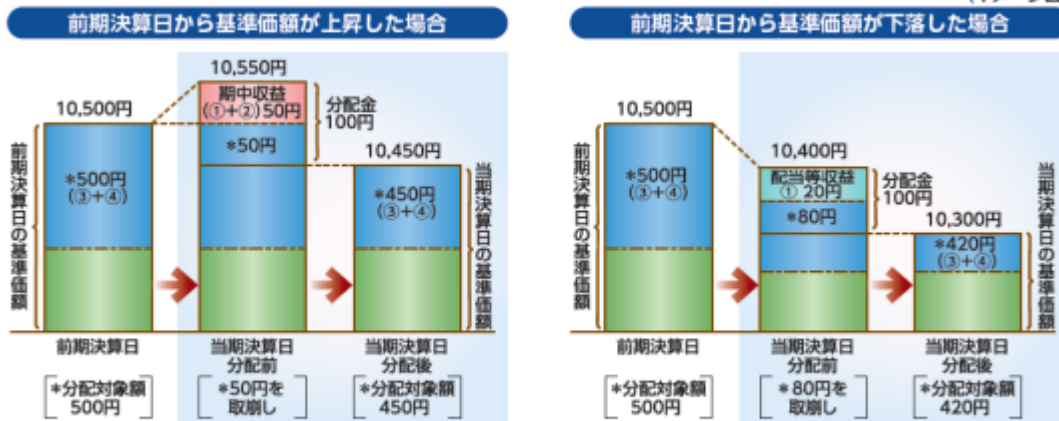 前期決算日から基準価額が上昇した場合
10,550円
10,500円
期中収益
(①+②)50円
分配金
100円
*50円
10,450円
*500円
(③+④)
*450円
(③+④)
前期決算日の基準価額
当期決算日の基準価額
前期決算日
当期決算日
分配前
当期決算日
分配後
*分配対象額
500円
*50円を
取崩し
*分配対象額
450円
前期決算日から基準価額が下落した場合
10,500円
10,400円
配当等収益
① 20円
分配金
100円
*80円
10,300円
*500円
(③+④)
*420円
(③+④)
前期決算日の基準価額
当期決算日の基準価額
前期決算日
当期決算日
分配前
当期決算日
分配後
*分配対象額
500円
*80円を
取崩し
*分配対象額
420円